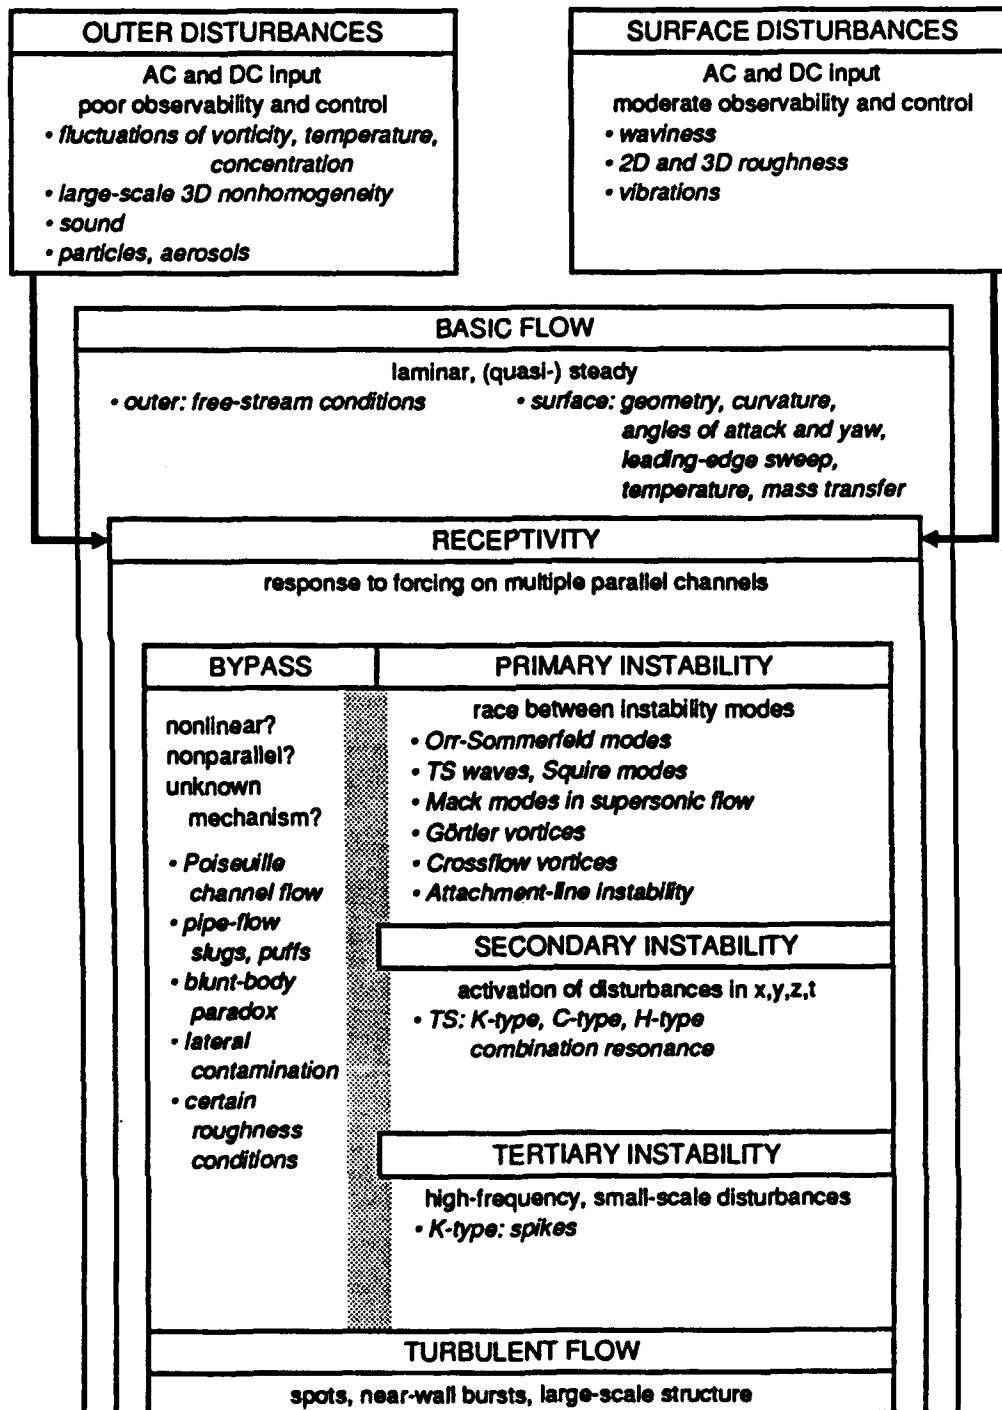 OUTER DISTURBANCES
AC and DC input
poor observability and control
• fluctuations of vorticity, temperature,
concentration
• large-scale 3D nonhomogeneity
• sound
• particles, aerosols
SURFACE DISTURBANCES
AC and DC input
moderate observability and control
• waviness
• 2D and 3D roughness
• vibrations
BASIC FLOW
laminar, (quasi-) steady
• outer: free-stream conditions
• surface: geometry, curvature,
angles of attack and yaw,
leading-edge sweep,
temperature, mass transfer
RECEPTIVITY
response to forcing on multiple parallel channels
BYPASS
nonlinear?
nonparallel?
unknown
mechanism?
• Poiseuille
channel flow
• pipe-flow
slugs, puffs
• blunt-body
paradox
• lateral
contamination
• certain
roughness
conditions
PRIMARY INSTABILITY
race between instability modes
• Orr-Sommerfeld modes
• TS waves, Squire modes
• Mack modes in supersonic flow
• Görtler vortices
• Crossflow vortices
• Attachment-line instability
SECONDARY INSTABILITY
activation of disturbances in x,y,z,t
• TS: K-type, C-type, H-type
combination resonance
TERTIARY INSTABILITY
high-frequency, small-scale disturbances
• K-type: spikes
TURBULENT FLOW
spots, near-wall bursts, large-scale structure